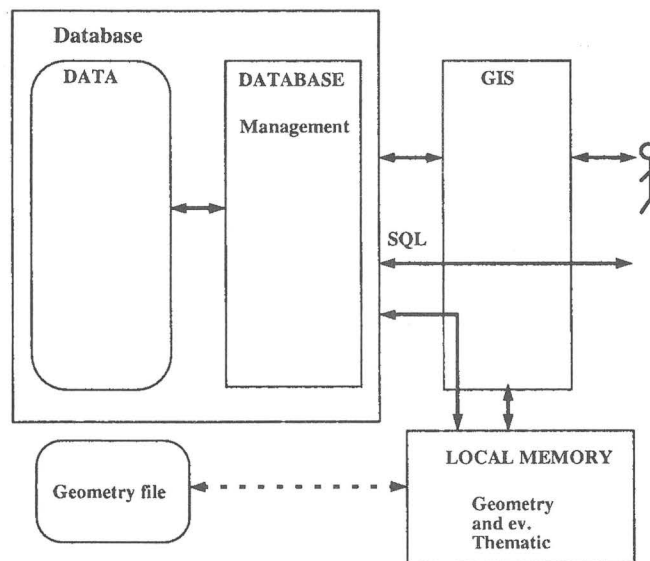 Database
DATA
DATABASE
Management
GIS
SQL
Geometry file
LOCAL MEMORY
Geometry
and ev.
Thematic